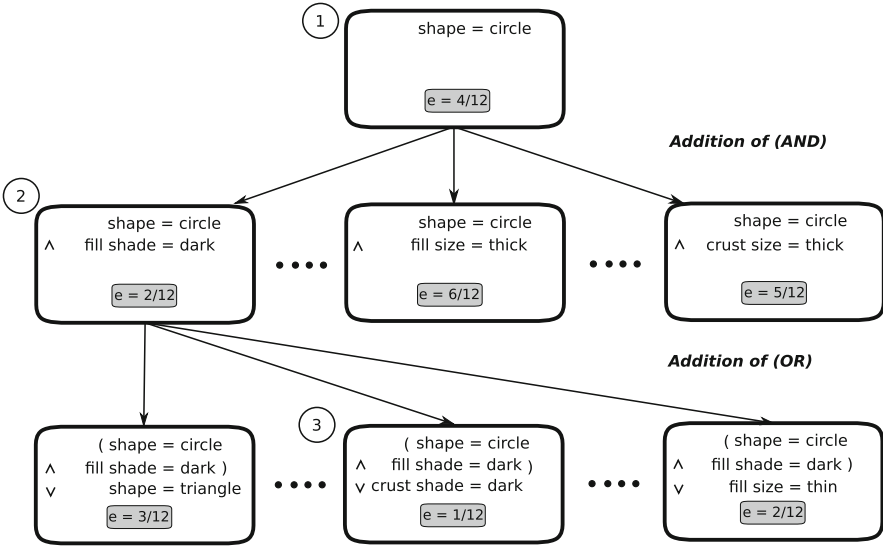 1
shape = circle
e = 4/12
Addition of (AND)
2
shape = circle
∧ fill shade = dark
e = 2/12
shape = circle
∧ fill size = thick
e = 6/12
shape = circle
∧ crust size = thick
e = 5/12
Addition of (OR)
( shape = circle
∧ fill shade = dark )
∨ shape = triangle
e = 3/12
3
( shape = circle
∧ fill shade = dark )
∨ crust shade = dark
e = 1/12
( shape = circle
∧ fill shade = dark )
∨ fill size = thin
e = 2/12